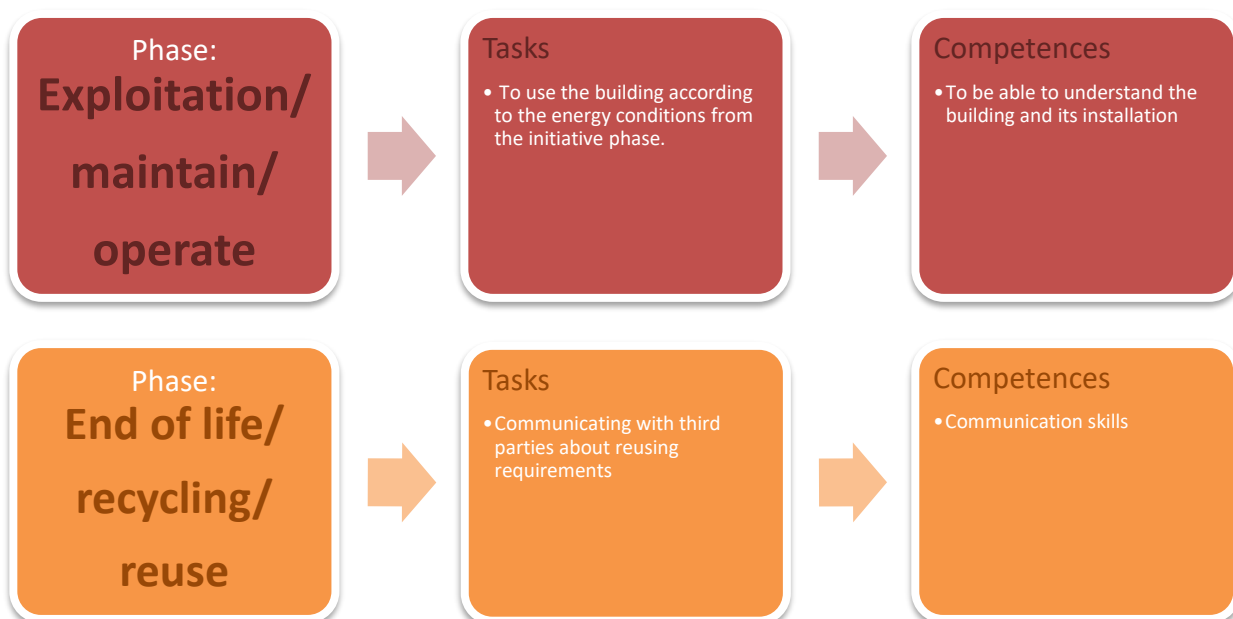 Phase:
Exploitation/
maintain/
operate
Tasks
• To use the building according
to the energy conditions from
the initiative phase.
Competences
• To be able to understand the
building and its installation
Phase:
End of life/
recycling/
reuse
Tasks
• Communicating with third
parties about reusing
requirements
Competences
• Communication skills